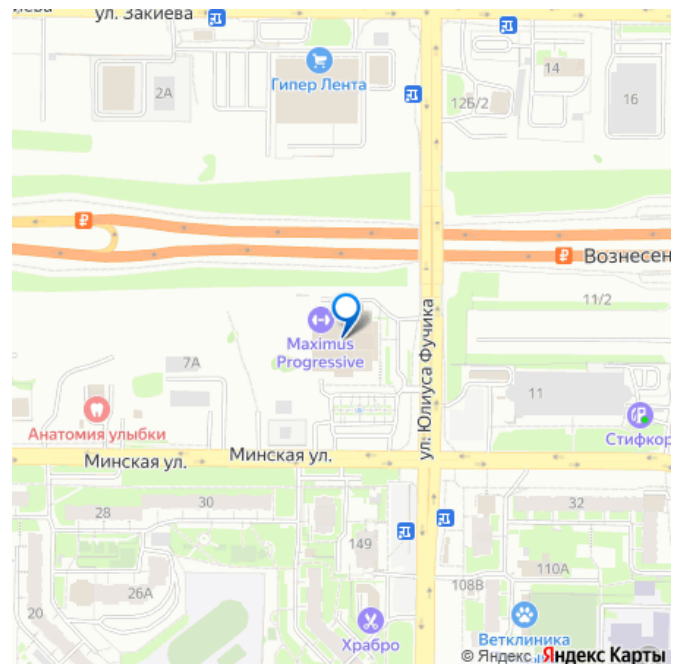 ул. Закиева
2А
Гипер Лента
12Б/2
14
16
Вознесен
11/2
Maximus
Progressive
7А
ул. Юлиуса Фучика
11
Анатомия улыбки
Стифкор
Минская ул.
Минская ул.
28
30
32
149
26А
110А
108В
20
Храбро
Ветклиника
© Яндекс Яндекс Карты